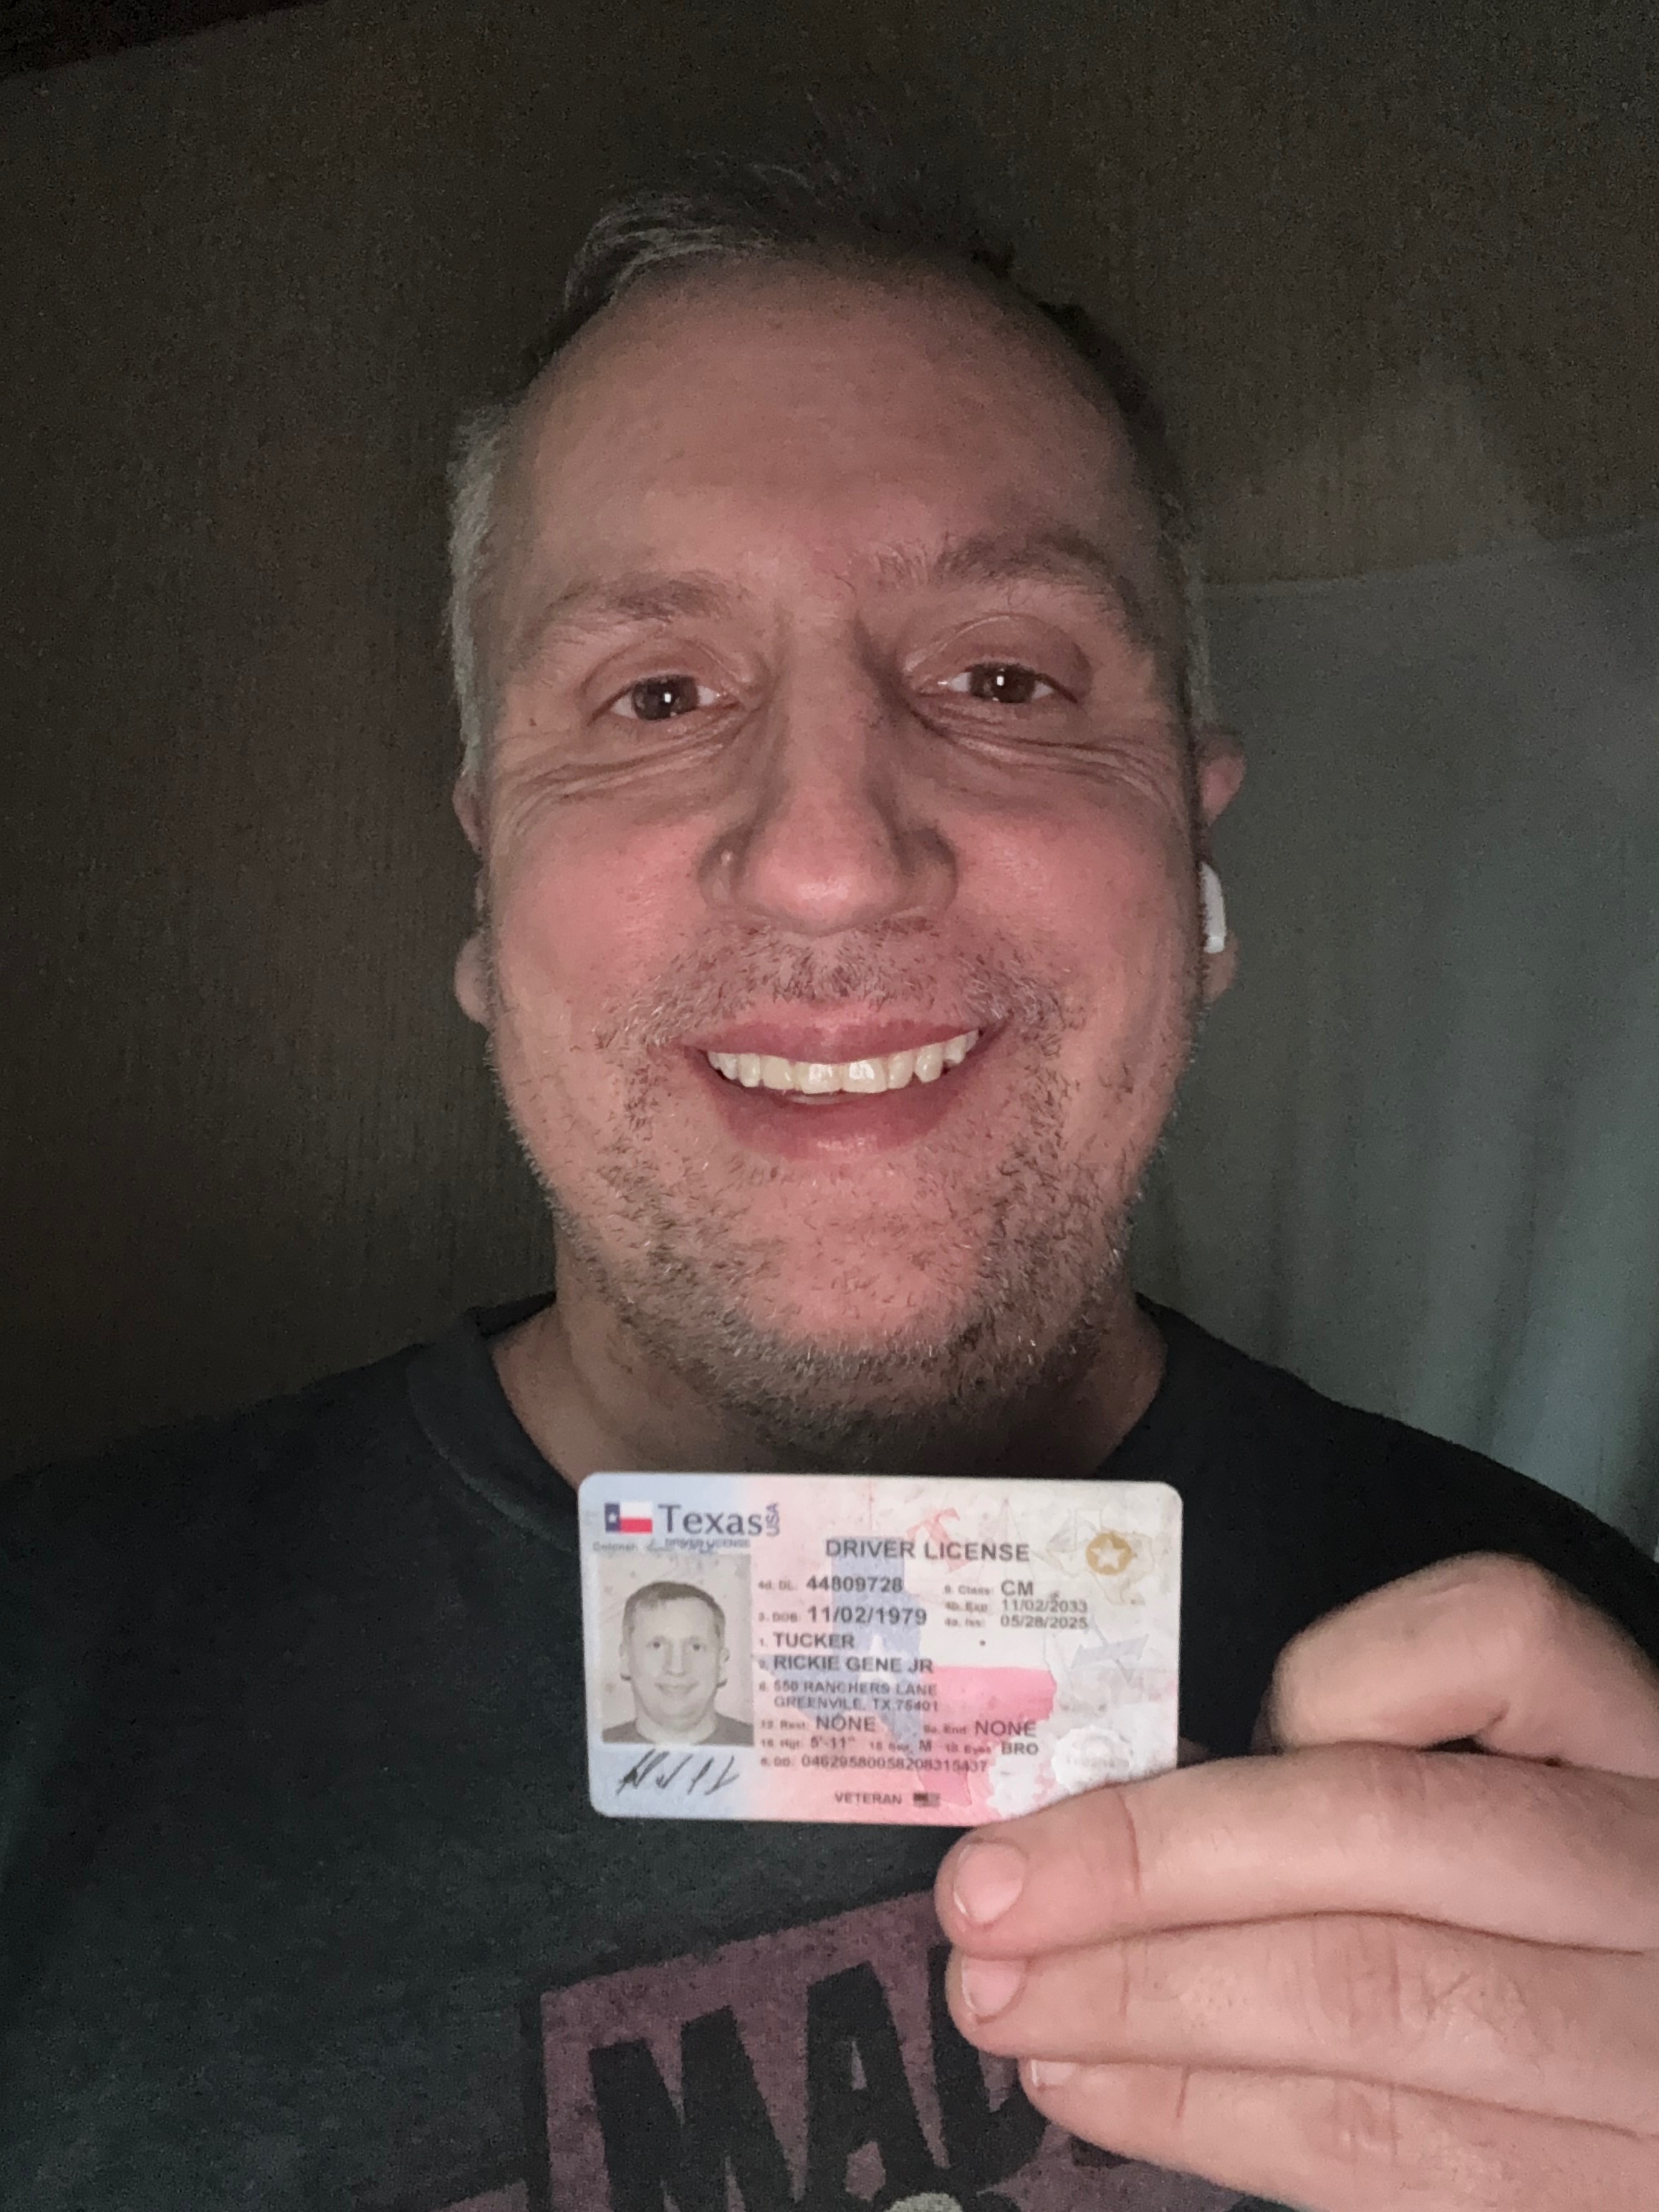 Texas USA
DRIVER LICENSE
4d. DL: 44809728 9. Class: CM
4b. Exp: 11/02/2033
3. DOB: 11/02/1979 4a. Iss: 05/28/2025
1. TUCKER
2. RICKIE GENE JR
8. 550 RANCHERS LANE
GREENVILE, TX 75401
12. Rest: NONE 9a. End: NONE
16. Hgt: 5'-11" 15. Sex: M 18. Eyes: BRO
5. DD: 04629580058208315437
VETERAN